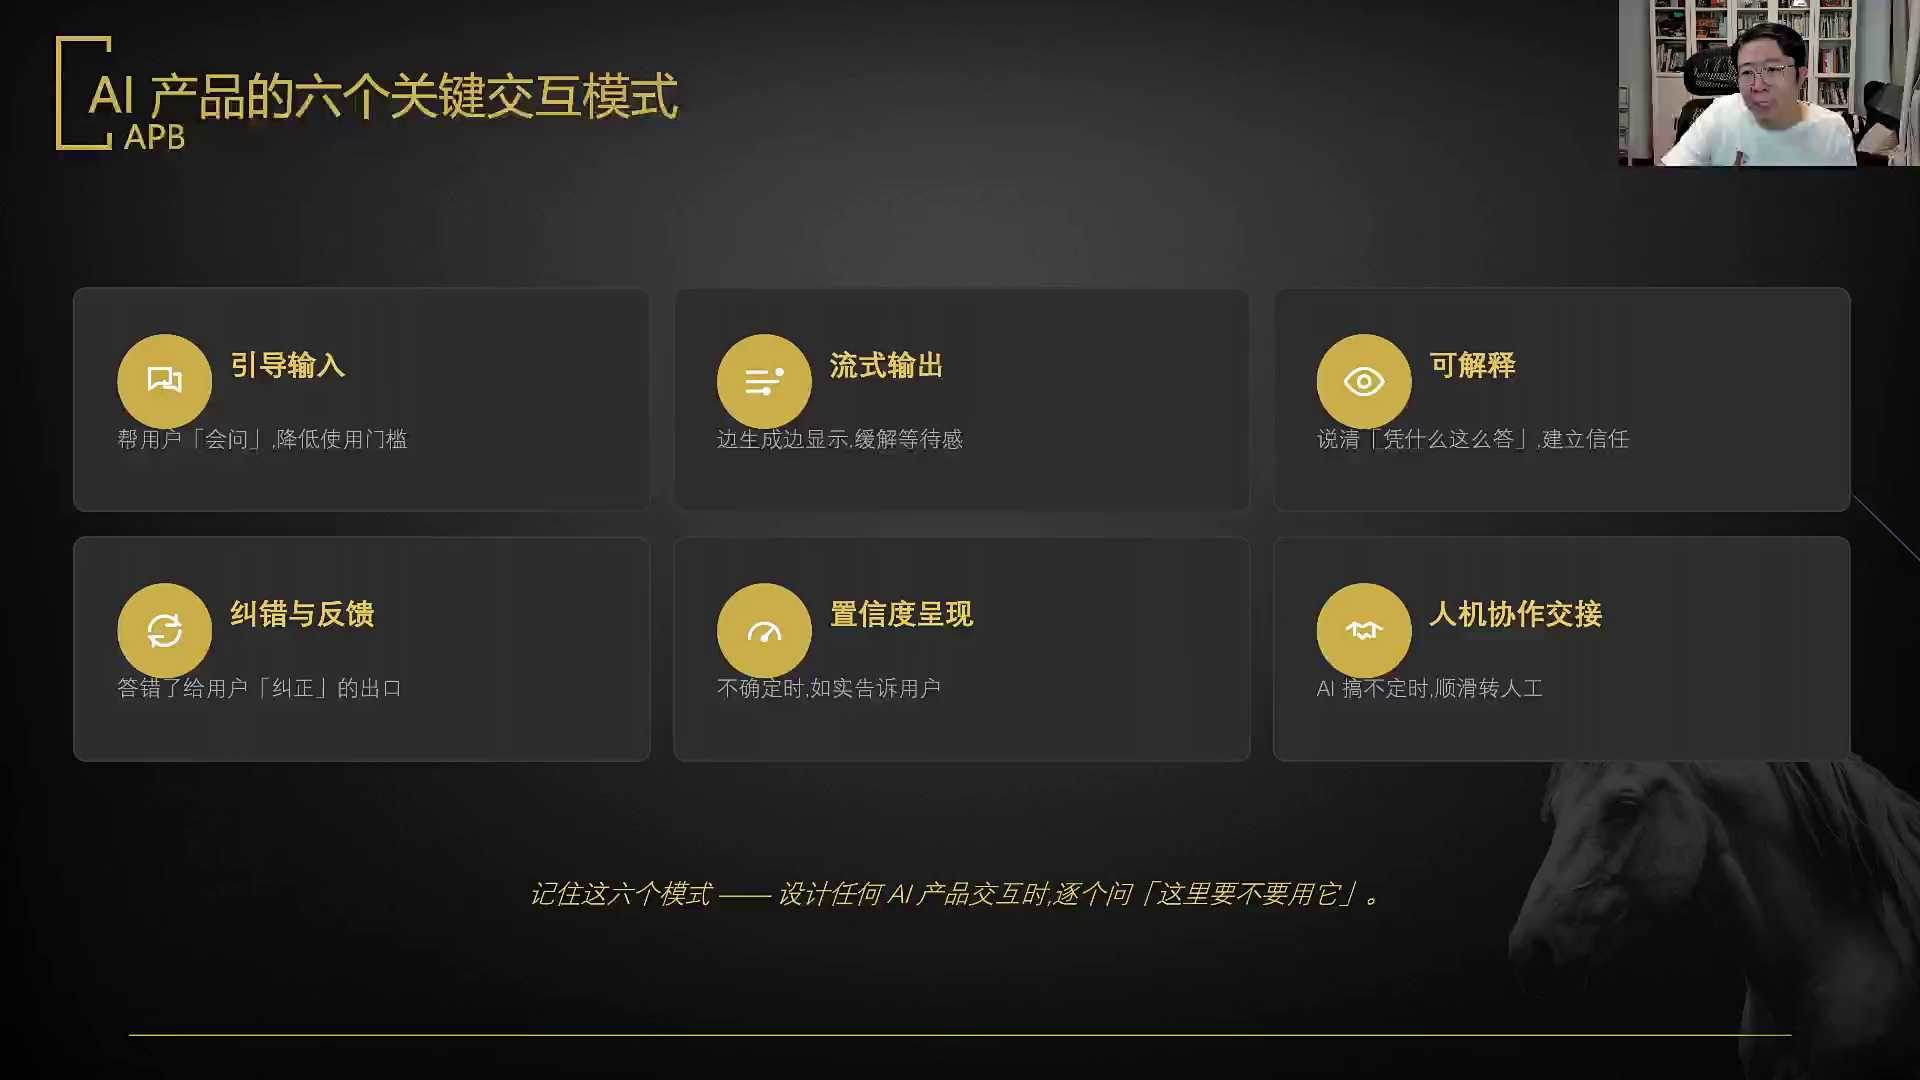 AI 产品的六个关键交互模式
APB
引导输入
帮用户「会问」,降低使用门槛
流式输出
边生成边显示,缓解等待感
可解释
说清「凭什么这么答」,建立信任
纠错与反馈
答错了给用户「纠正」的出口
置信度呈现
不确定时,如实告诉用户
人机协作交接
AI 搞不定时,顺滑转人工
记住这六个模式 —— 设计任何 AI 产品交互时,逐个问「这里要不要用它」。